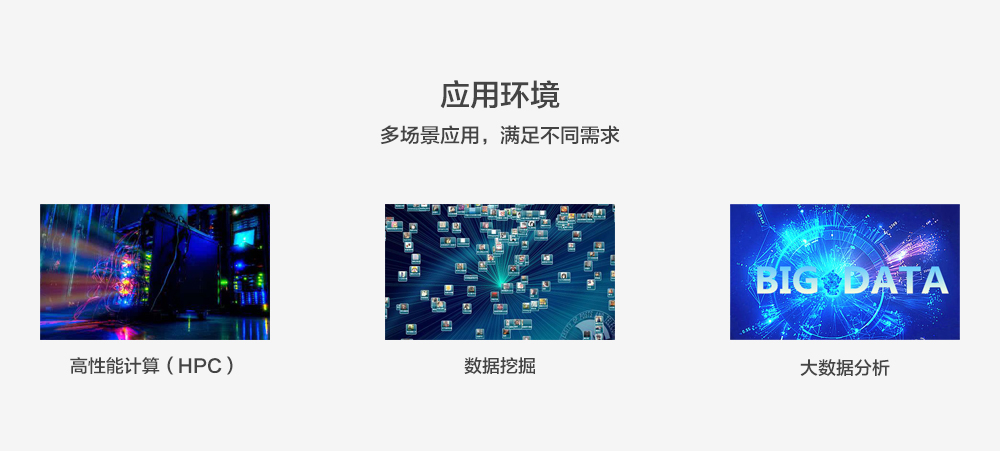 应用环境
多场景应用，满足不同需求
BIG DATA
高性能计算（HPC）
数据挖掘
大数据分析